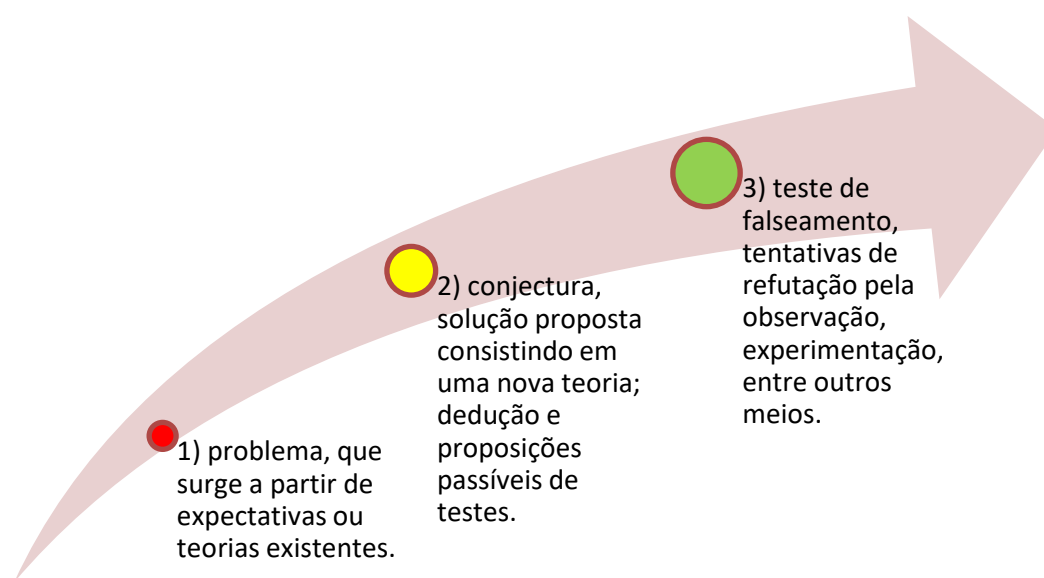 1) problema, que
surge a partir de
expectativas ou
teorias existentes.
2) conjectura,
solução proposta
consistindo em
uma nova teoria;
dedução e
proposições
passíveis de
testes.
3) teste de
falseamento,
tentativas de
refutação pela
observação,
experimentação,
entre outros
meios.